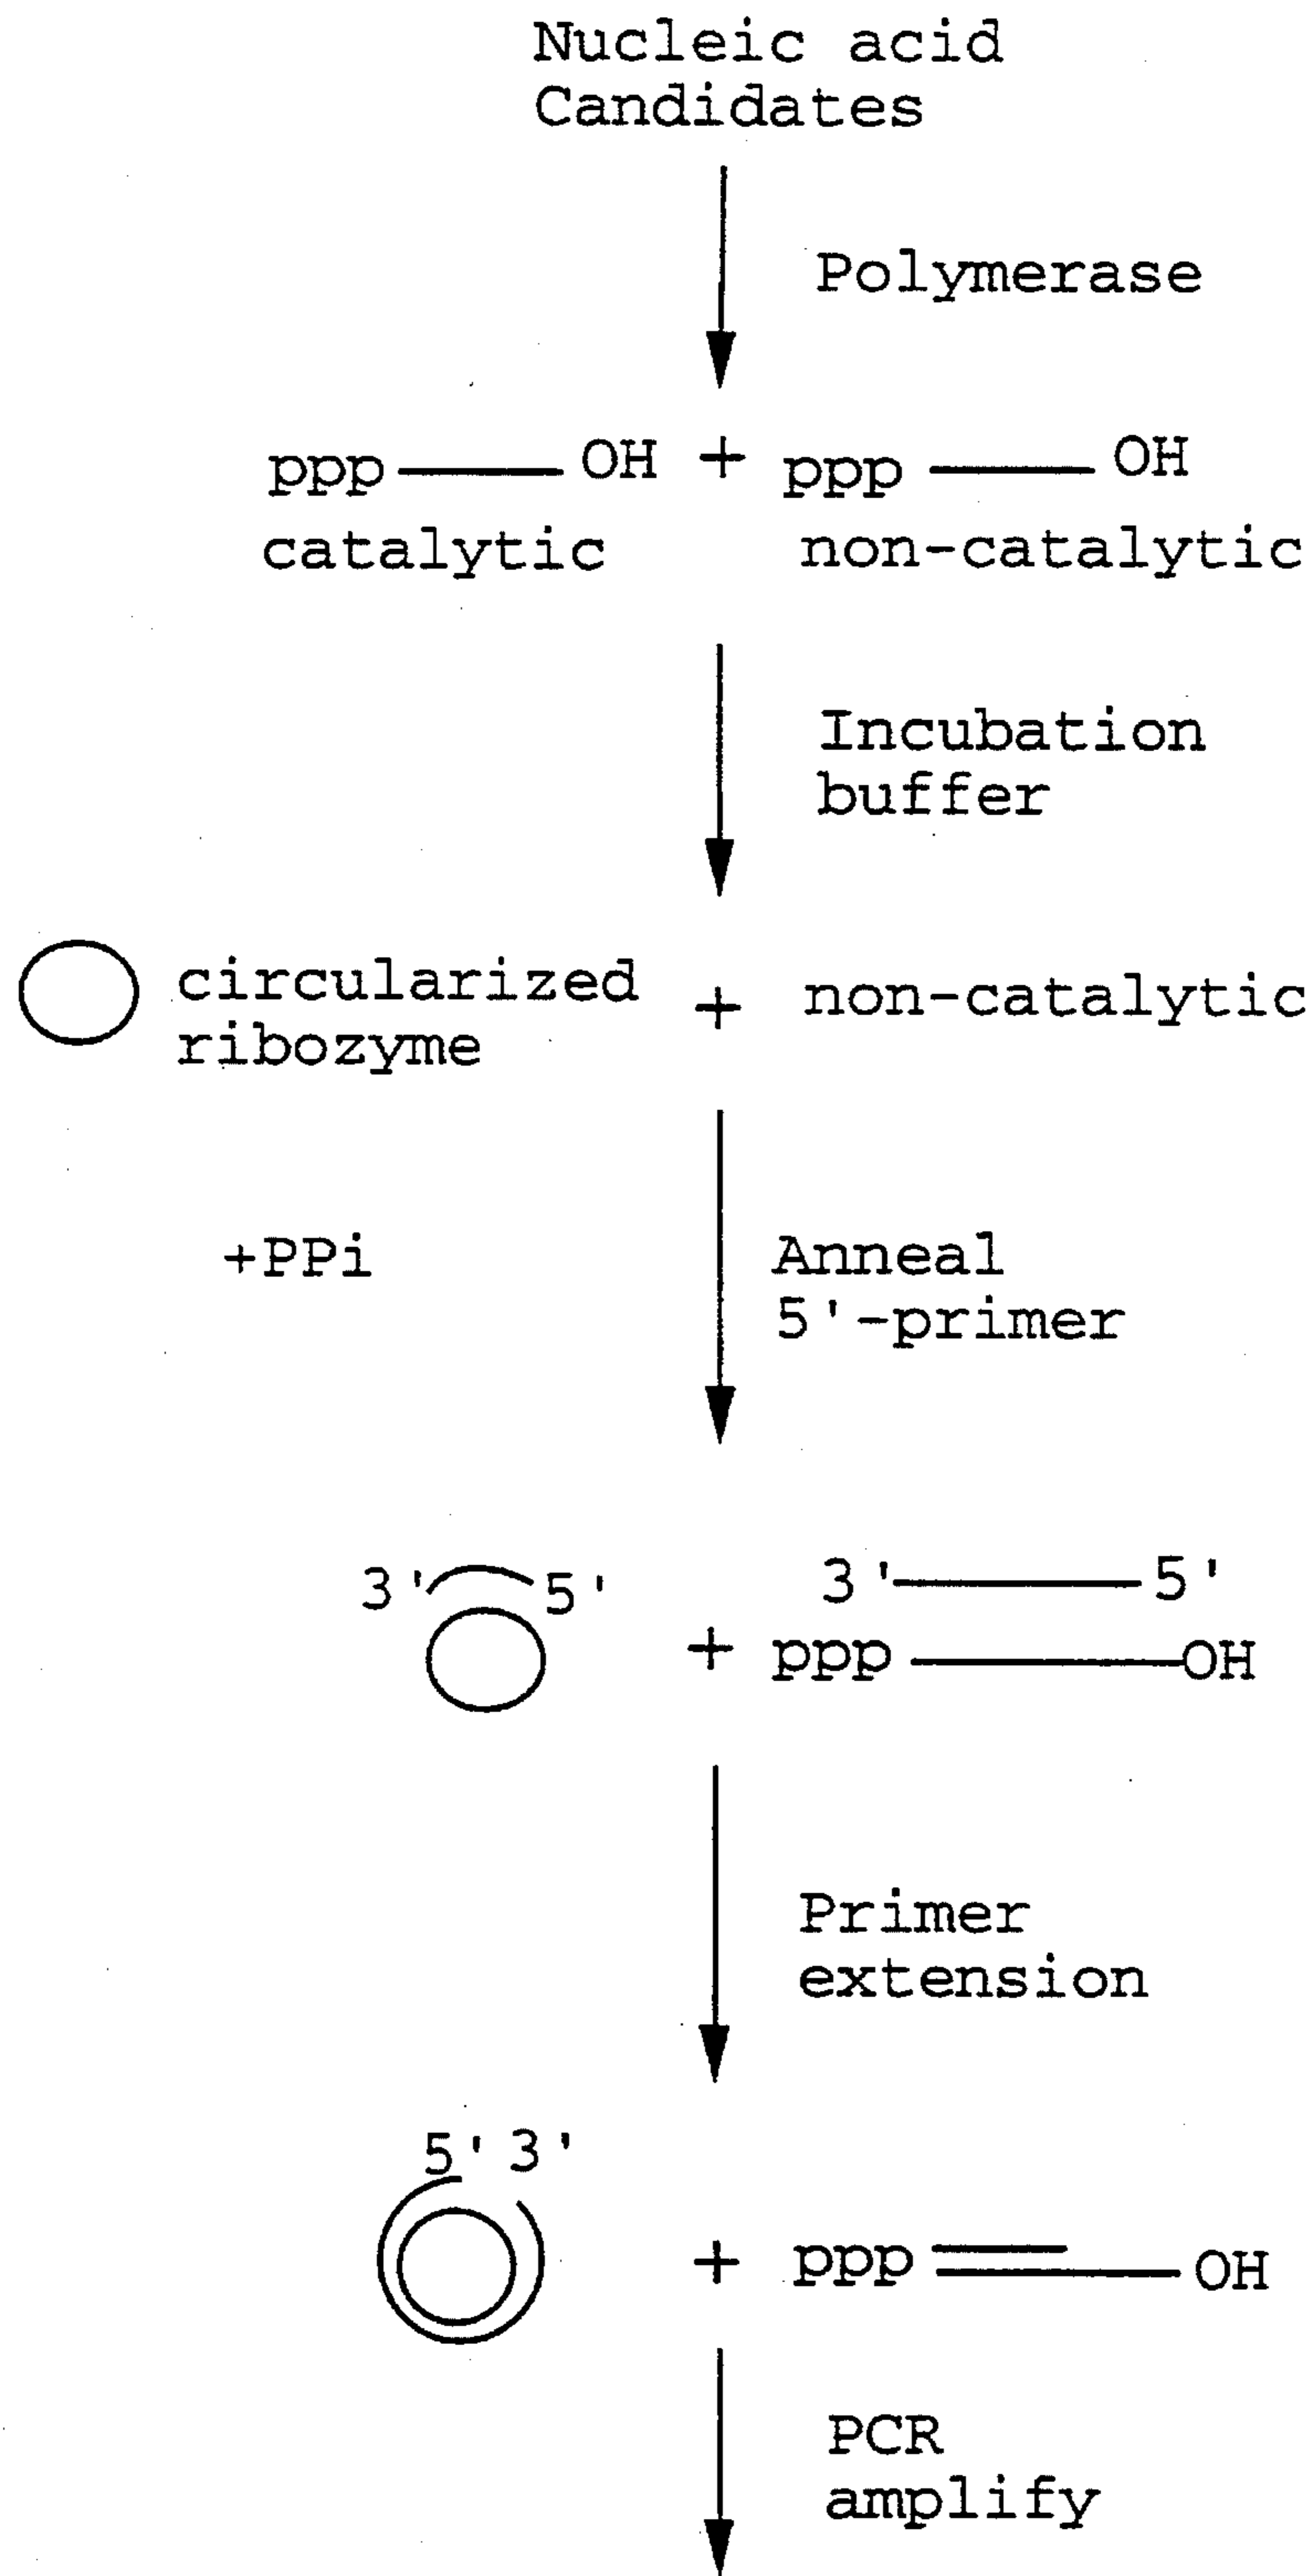 Nucleic acid
Candidates
Polymerase
ppp OH + ppp OH
catalytic non-catalytic
Incubation
buffer
circularized
ribozyme
+ non-catalytic
+PPi
Anneal
5'-primer
3' 5' 3' 5'
+ ppp OH
Primer
extension
5' 3'
+ ppp OH
PCR
amplify